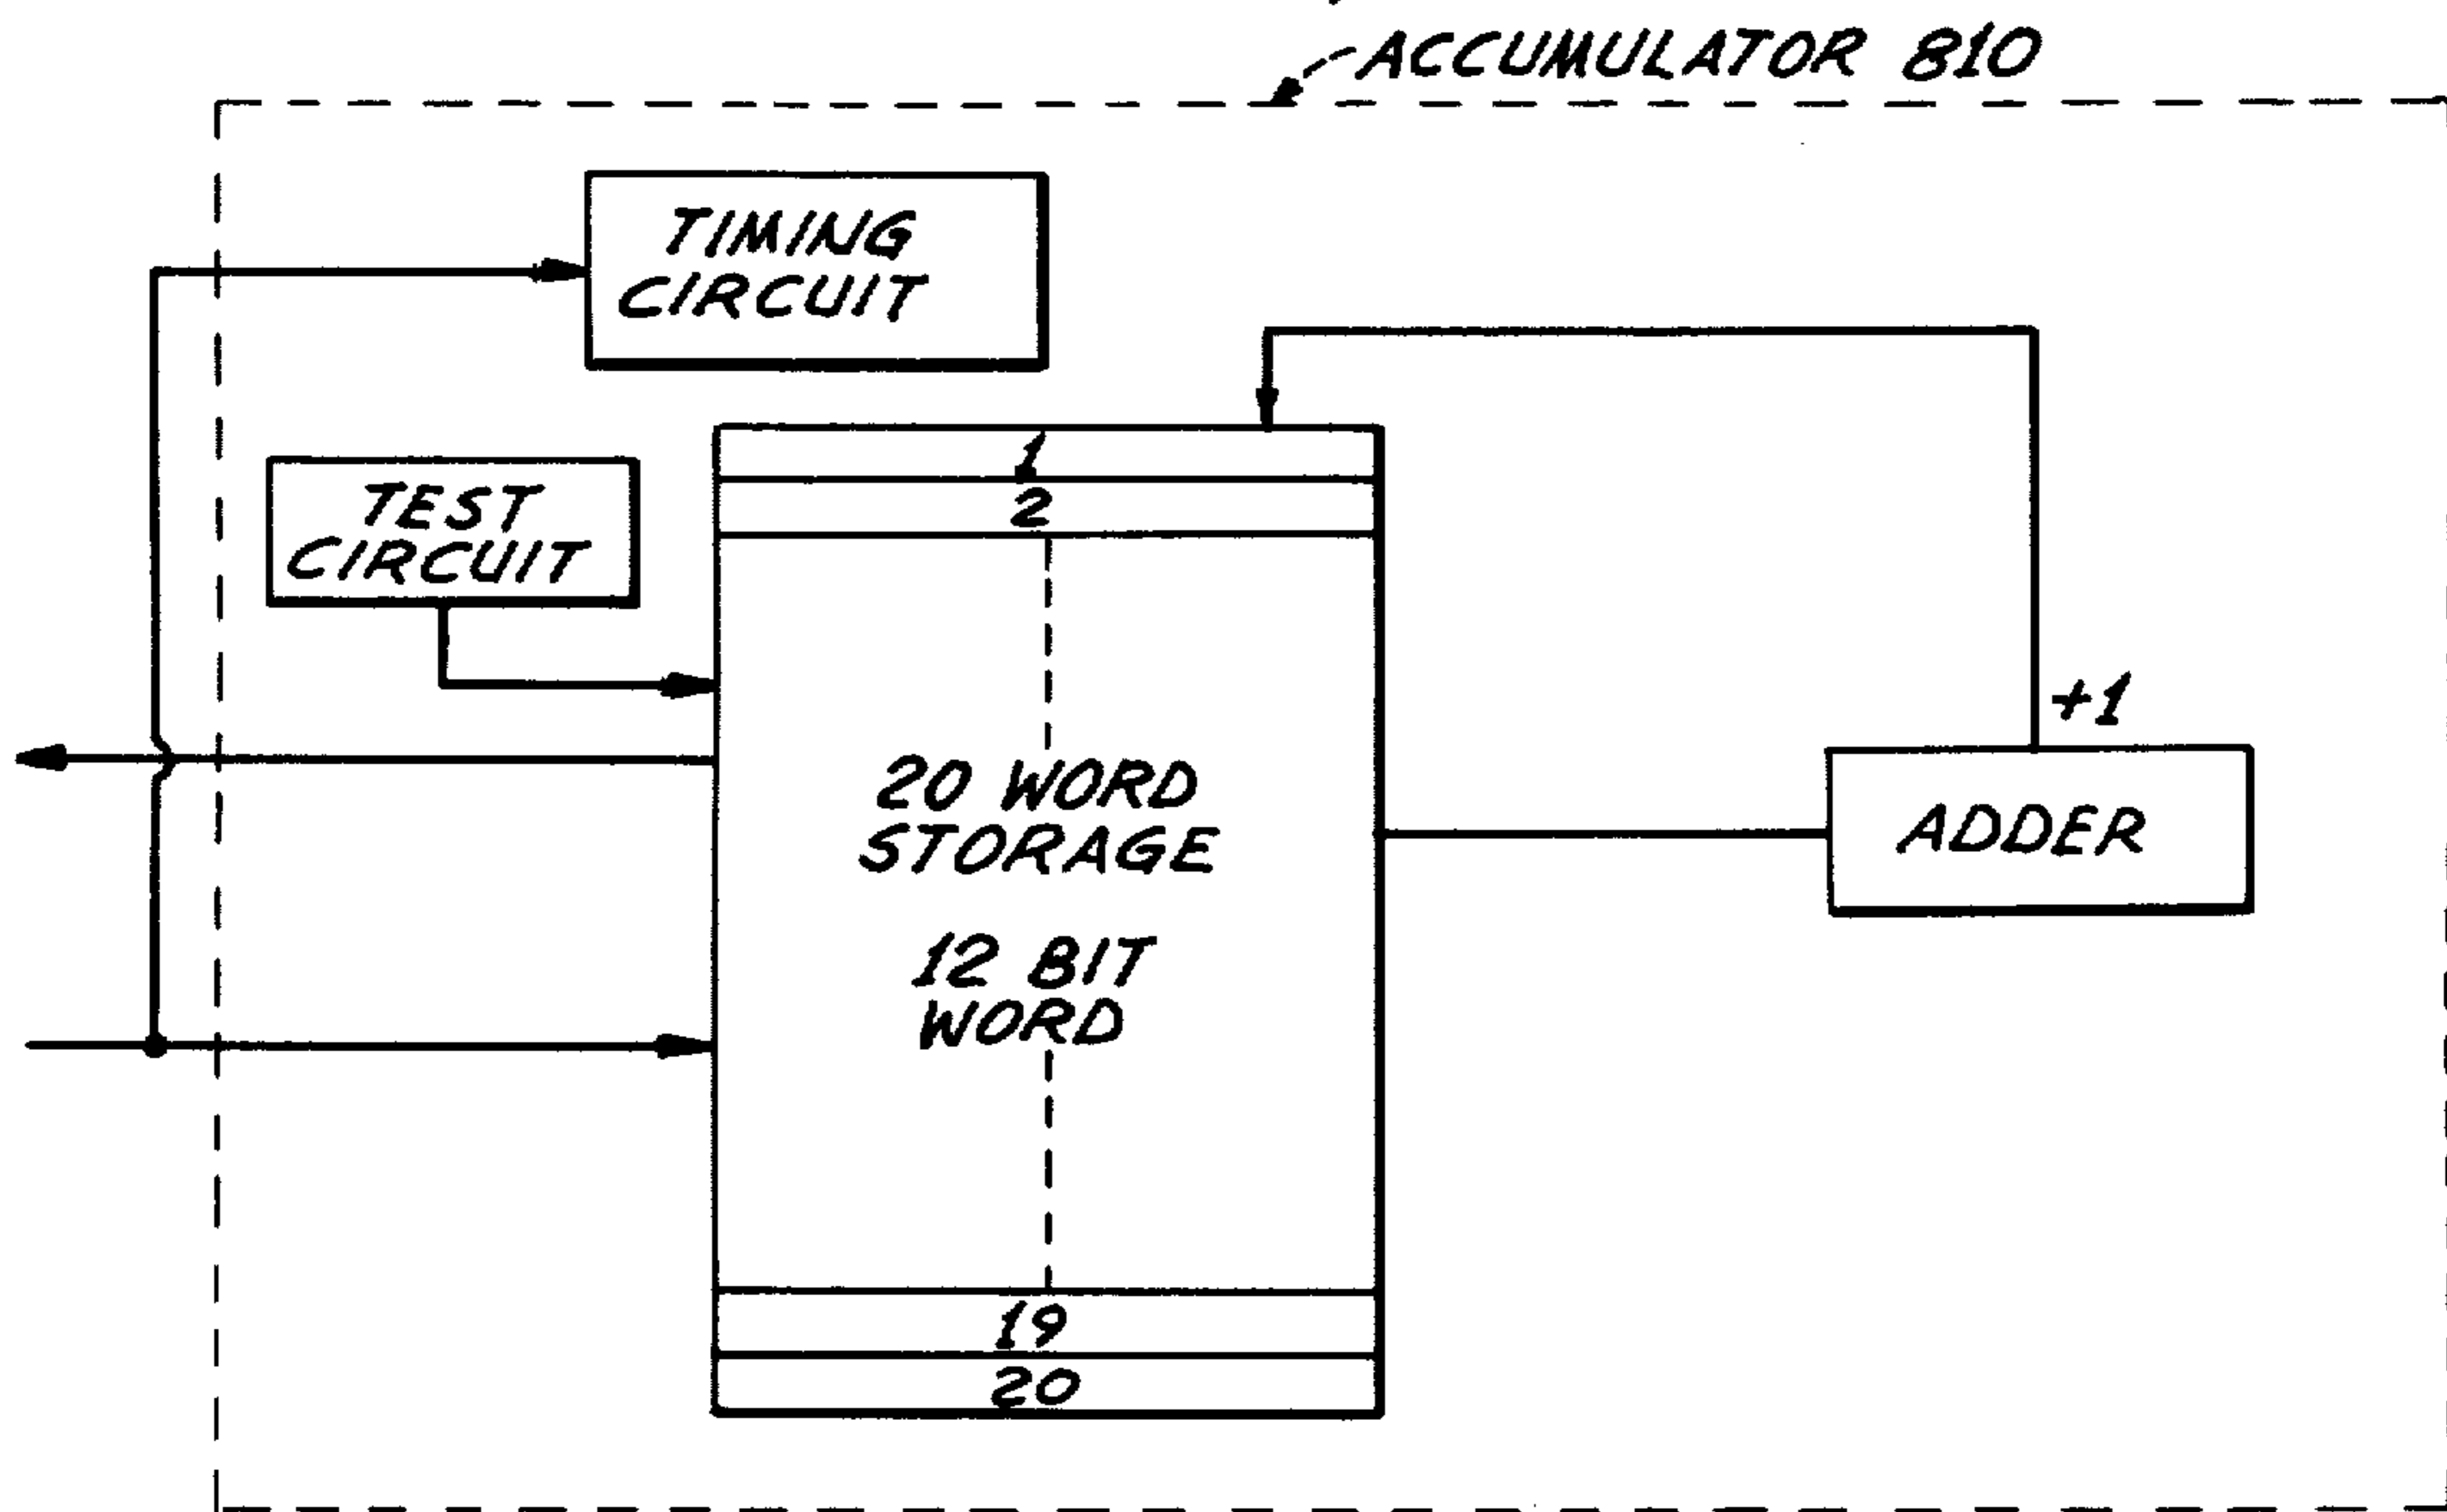 ACCUMULATOR 810
TIMING
CIRCUIT
1
2
TEST
CIRCUIT
+1
20 WORD
STORAGE
ADDER
12 BIT
WORD
19
20